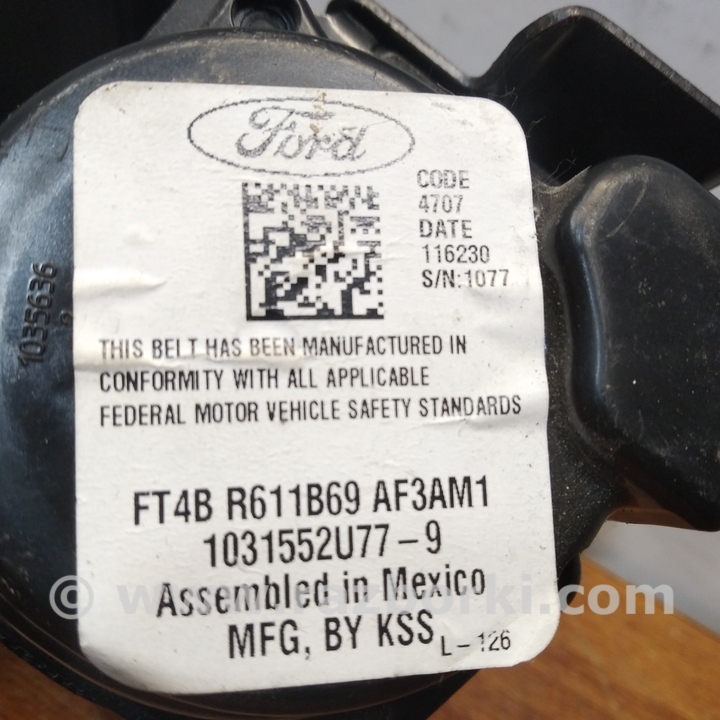 Ford
CODE
4707
DATE
116230
S/N:1077
1035636
THIS BELT HAS BEEN MANUFACTURED IN
CONFORMITY WITH ALL APPLICABLE
FEDERAL MOTOR VEHICLE SAFETY STANDARDS
FT4B R611B69 AF3AM1
1031552U77-9
Assembled in Mexico
MFG, BY KSS
L-126